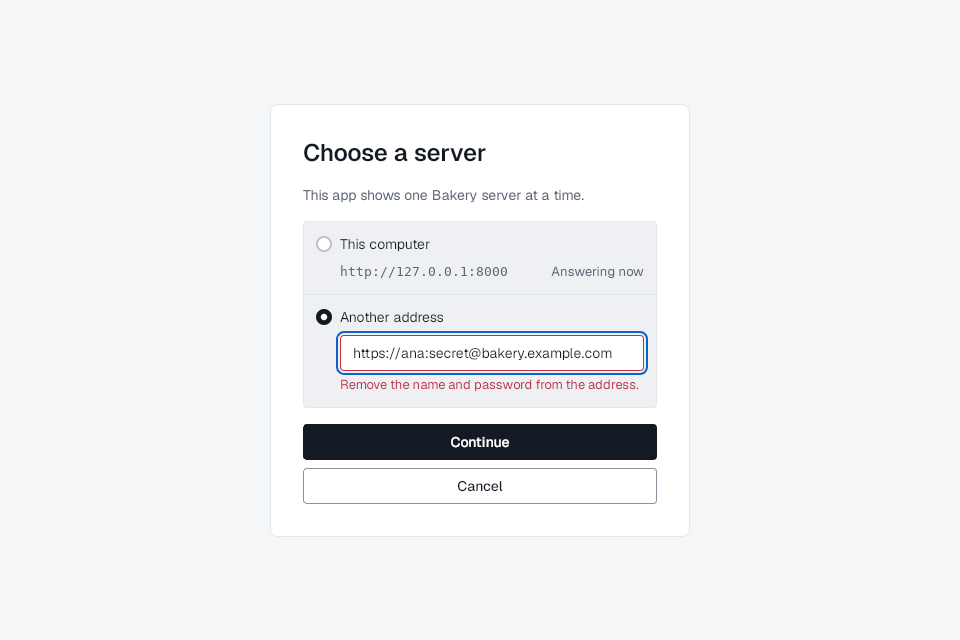 Choose a server
This app shows one Bakery server at a time.
This computer
http://127.0.0.1:8000 Answering now
Another address
https://ana:secret@bakery.example.com
Remove the name and password from the address.
Continue
Cancel